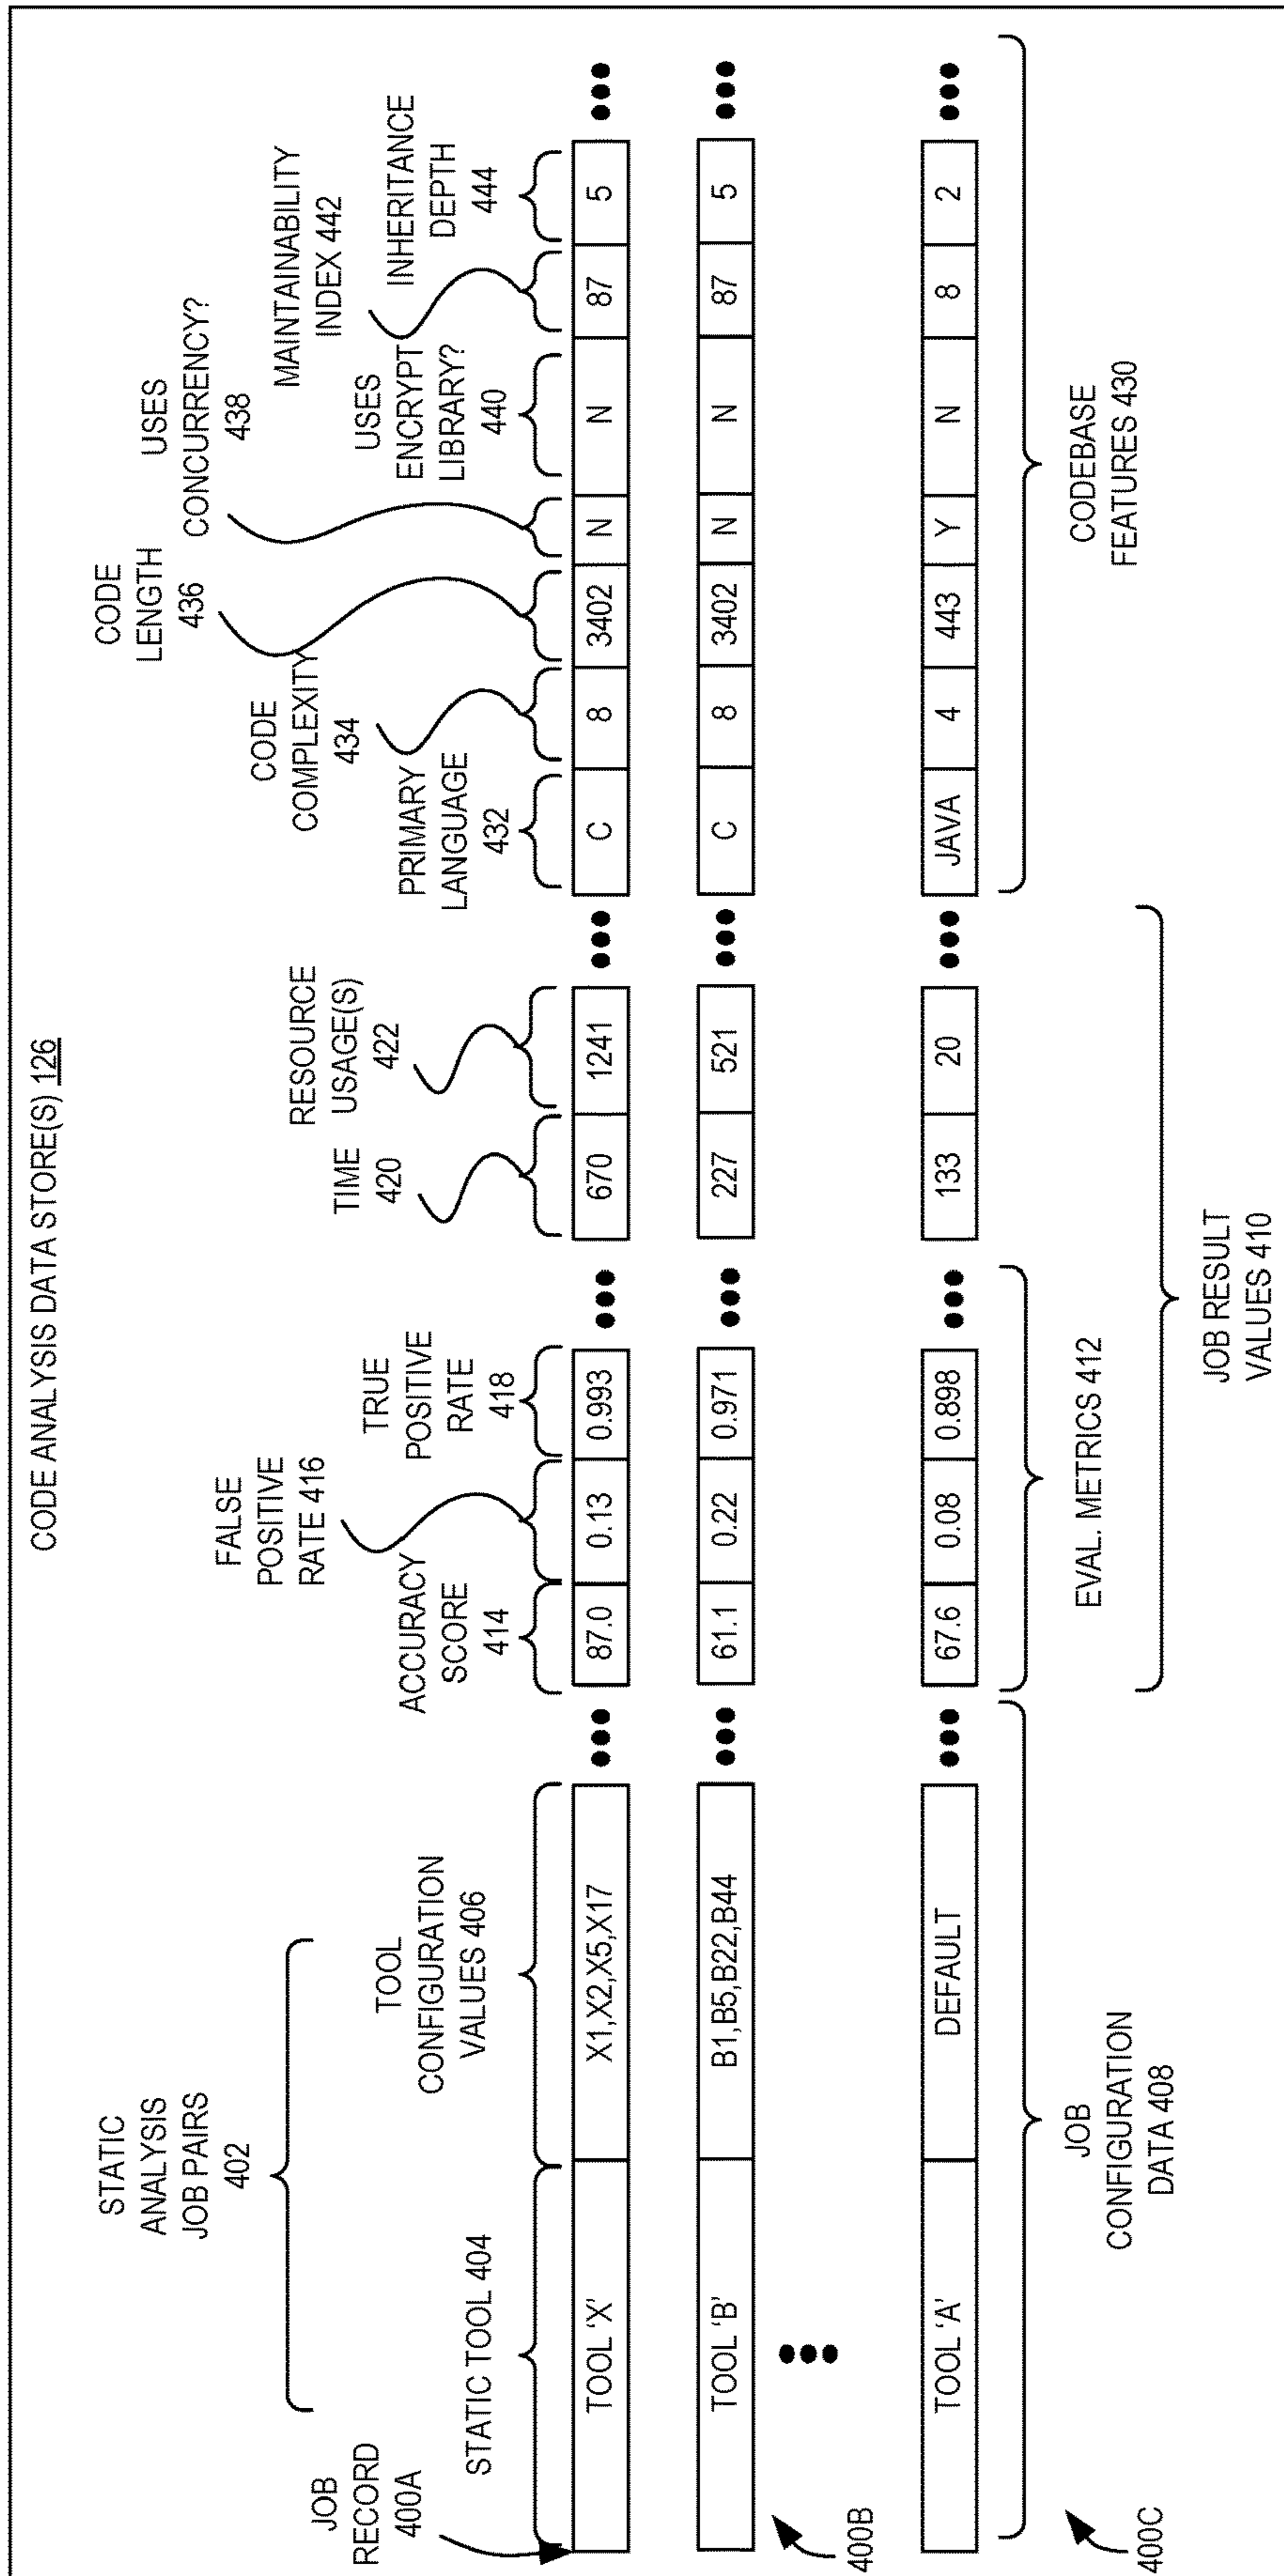 CODE ANALYSIS DATA STORE(S) 126
STATIC
ANALYSIS
JOB PAIRS
402
JOB
RECORD
400A
STATIC TOOL 404
TOOL
CONFIGURATION
VALUES 406
ACCURACY
SCORE
414
FALSE
POSITIVE
RATE 416
TRUE
POSITIVE
RATE
418
TIME
420
RESOURCE
USAGE(S)
422
PRIMARY
LANGUAGE
432
CODE
COMPLEXITY
434
CODE
LENGTH
436
USES
CONCURRENCY?
438
USES
ENCRYPT
LIBRARY?
440
MAINTAINABILITY
INDEX 442
INHERITANCE
DEPTH
444
TOOL ‘X’ X1,X2,X5,X17 87.0 0.13 0.993 670 1241 C 8 3402 N N 87 5
TOOL ‘B’ B1,B5,B22,B44 61.1 0.22 0.971 227 521 C 8 3402 N N 87 5
400B
TOOL ‘A’ DEFAULT 67.6 0.08 0.898 133 20 JAVA 4 443 Y N 8 2
400C
JOB
CONFIGURATION
DATA 408
EVAL. METRICS 412
JOB RESULT
VALUES 410
CODEBASE
FEATURES 430